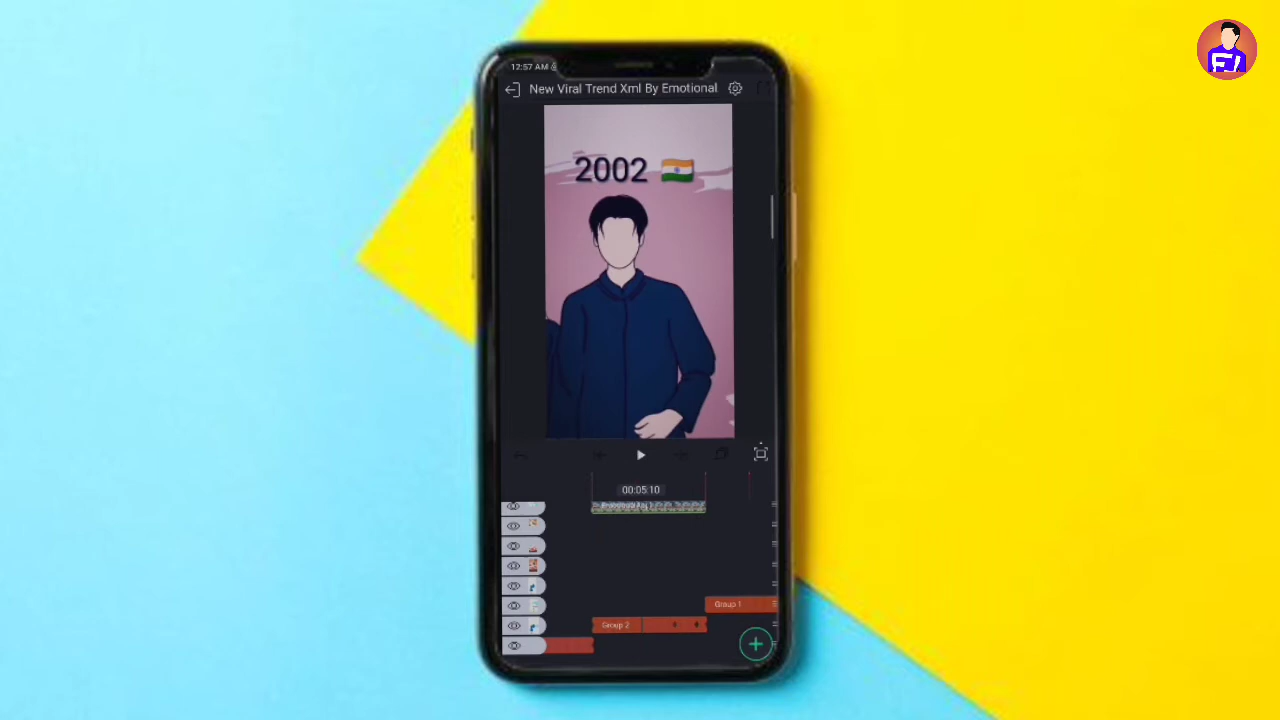 12:57 AM
New Viral Trend Xml By Emotional
2002 🇮🇳
00:05:10
Group 1
Group 2